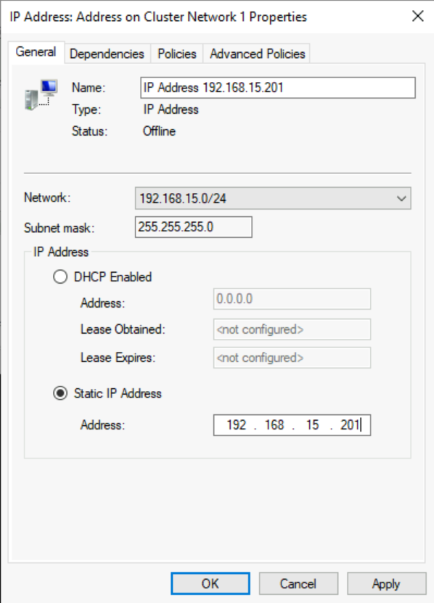 IP Address: Address on Cluster Network 1 Properties
General Dependencies Policies Advanced Policies
Name: IP Address 192.168.15.201
Type: IP Address
Status: Offline
Network: 192.168.15.0/24
Subnet mask: 255.255.255.0
IP Address
DHCP Enabled
Address: 0.0.0.0
Lease Obtained: <not configured>
Lease Expires: <not configured>
Static IP Address
Address: 192 . 168 . 15 . 201
OK Cancel Apply